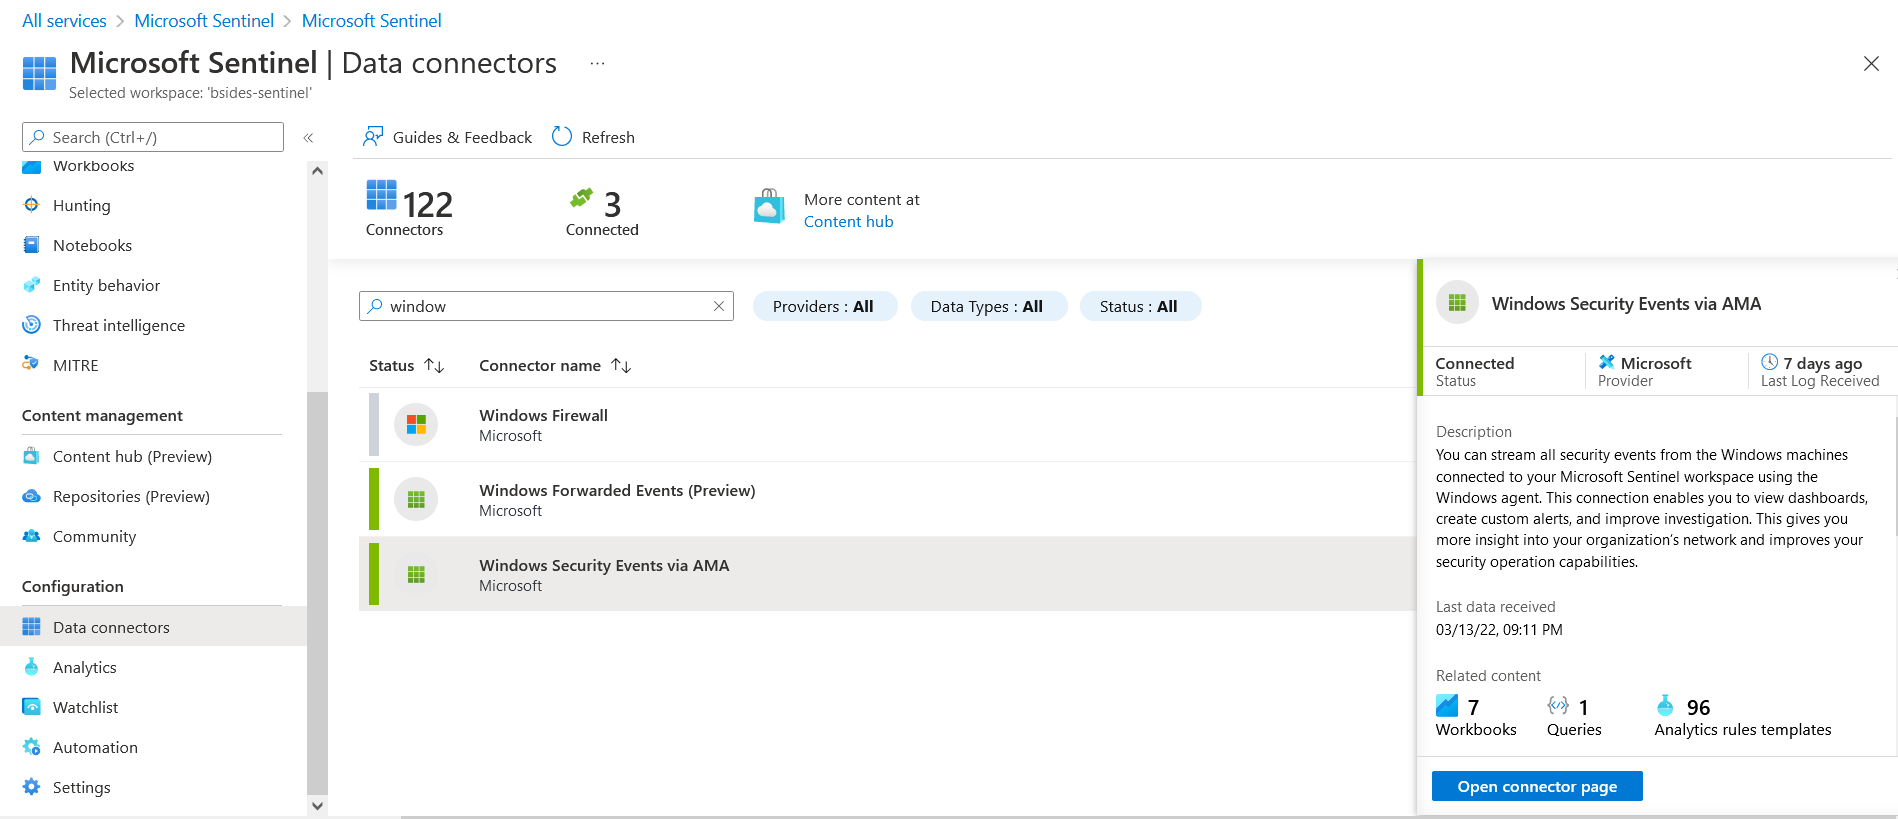 All services > Microsoft Sentinel > Microsoft Sentinel
Microsoft Sentinel | Data connectors ...
Selected workspace: 'bsides-sentinel'
Search (Ctrl+/)
«
Workbooks
Hunting
Notebooks
Entity behavior
Threat intelligence
MITRE
Content management
Content hub (Preview)
Repositories (Preview)
Community
Configuration
Data connectors
Analytics
Watchlist
Automation
Settings
Guides & Feedback
Refresh
122
Connectors
3
Connected
More content at
Content hub
window
Providers : All
Data Types : All
Status : All
Status
Connector name
Windows Firewall
Microsoft
Windows Forwarded Events (Preview)
Microsoft
Windows Security Events via AMA
Microsoft
Windows Security Events via AMA
Connected
Status
Microsoft
Provider
7 days ago
Last Log Received
Description
You can stream all security events from the Windows machines
connected to your Microsoft Sentinel workspace using the
Windows agent. This connection enables you to view dashboards,
create custom alerts, and improve investigation. This gives you
more insight into your organization's network and improves your
security operation capabilities.
Last data received
03/13/22, 09:11 PM
Related content
7
Workbooks
1
Queries
96
Analytics rules templates
Open connector page